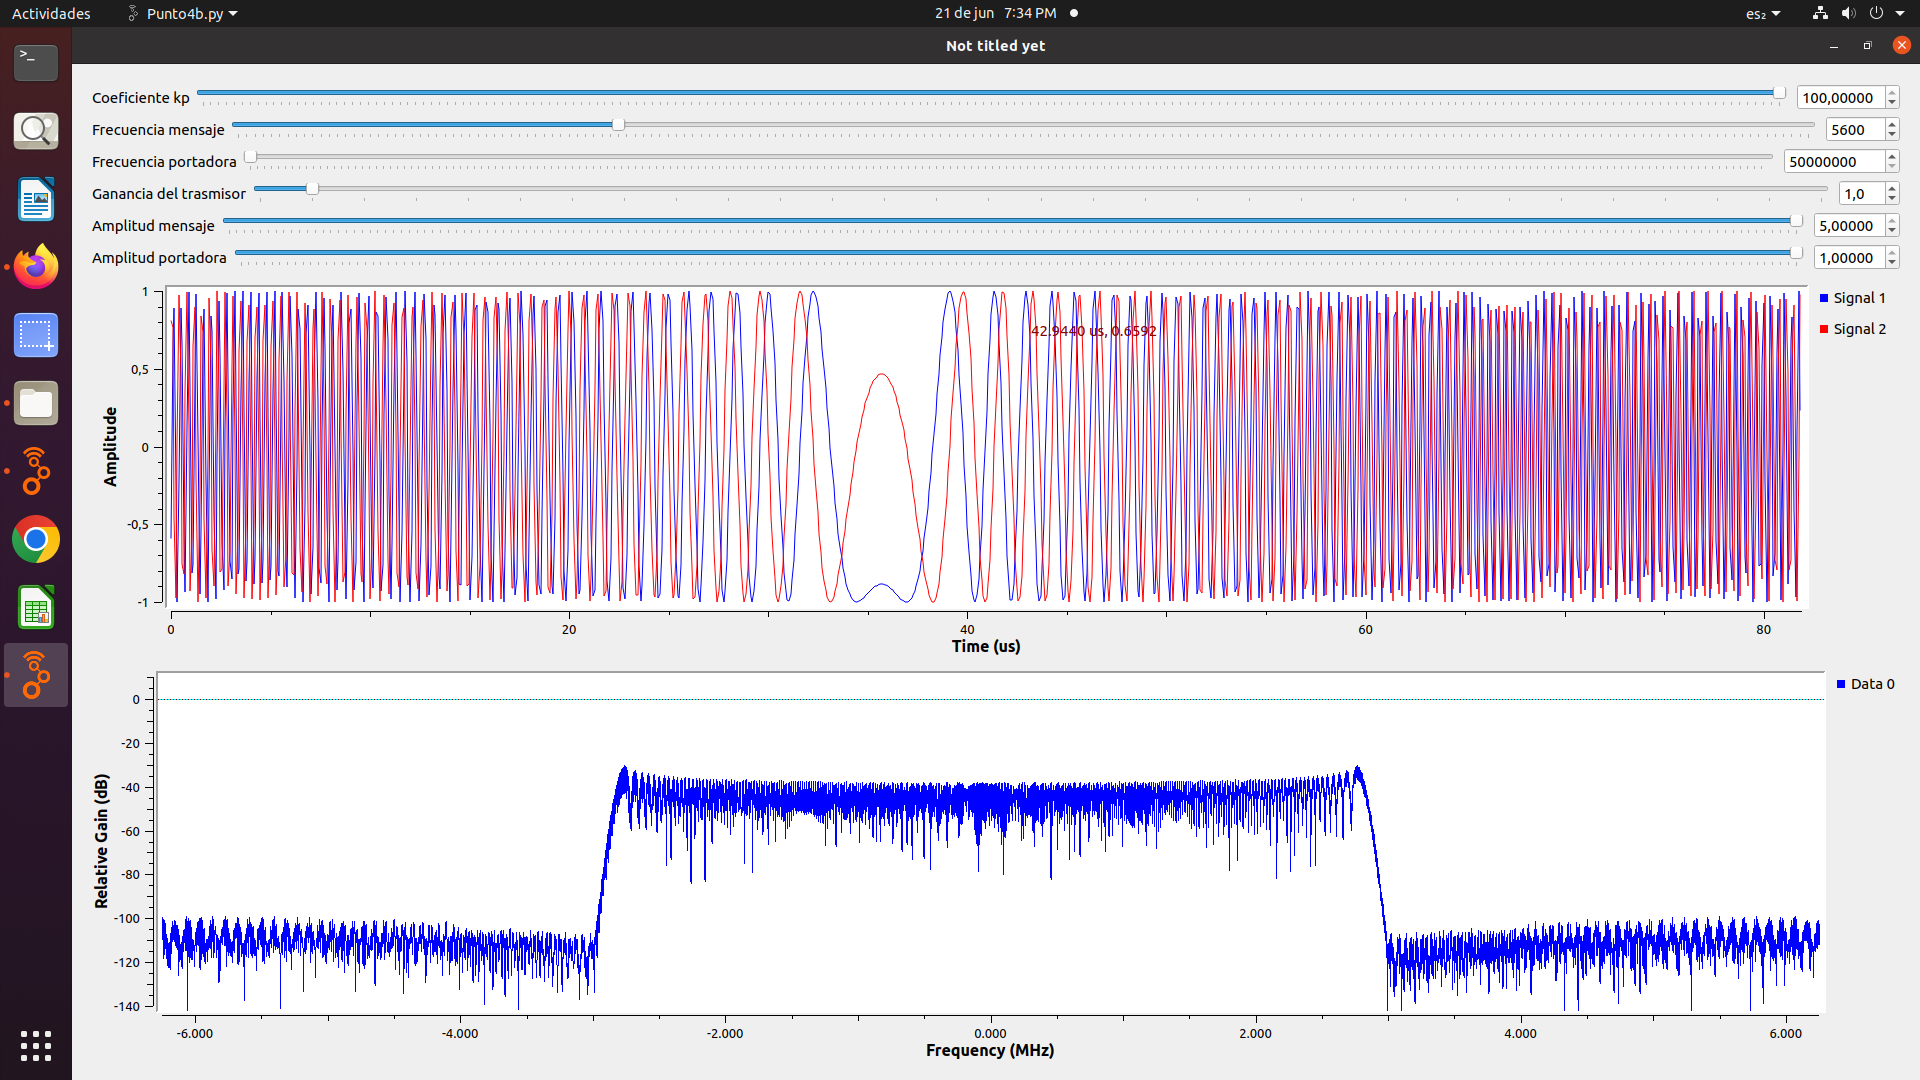 Actividades Punto4b.py 21 de jun 7:34 PM es₂
Not titled yet
Coeficiente kp 100,00000
Frecuencia mensaje 5600
Frecuencia portadora 50000000
Ganancia del trasmisor 1,0
Amplitud mensaje 5,00000
Amplitud portadora 1,00000
1
0,5
0
-0,5
-1
Amplitude
42.9440 us, 0.6592
Signal 1
Signal 2
0 20 40 60 80
Time (us)
0
-20
-40
-60
-80
-100
-120
-140
Relative Gain (dB)
Data 0
-6.000 -4.000 -2.000 0.000 2.000 4.000 6.000
Frequency (MHz)